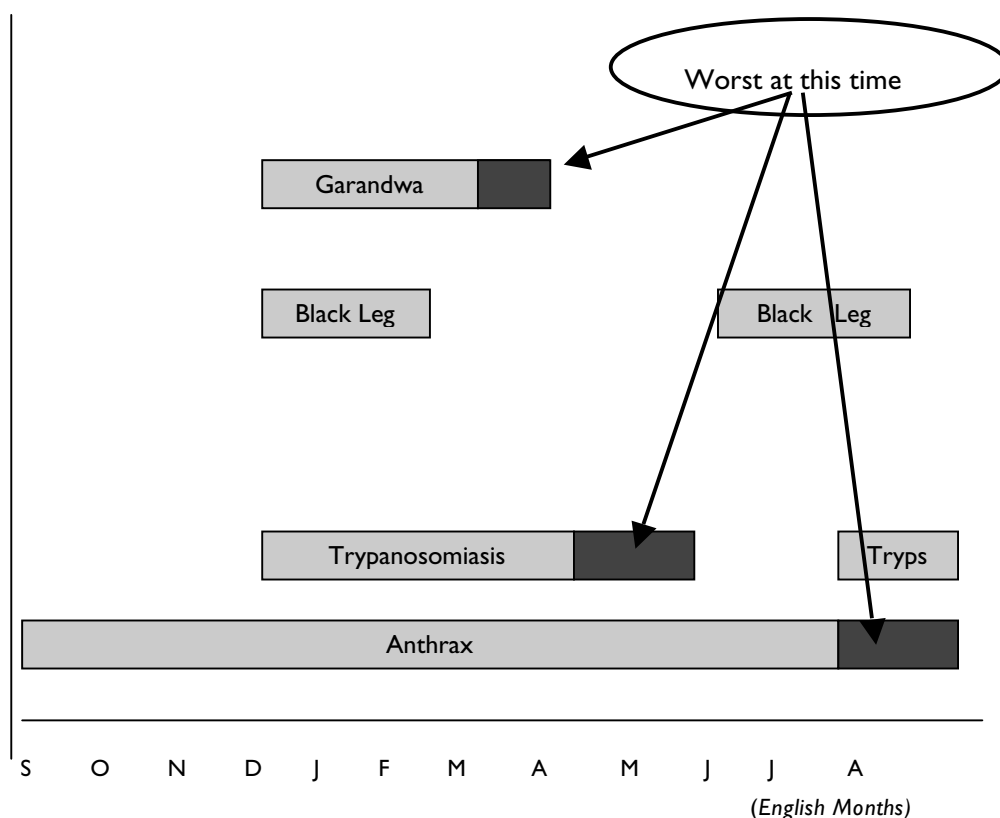 Worst at this time
Garandwa
Black Leg
Black Leg
Trypanosomiasis
Tryps
Anthrax
S O N D J F M A M J J A
(English Months)